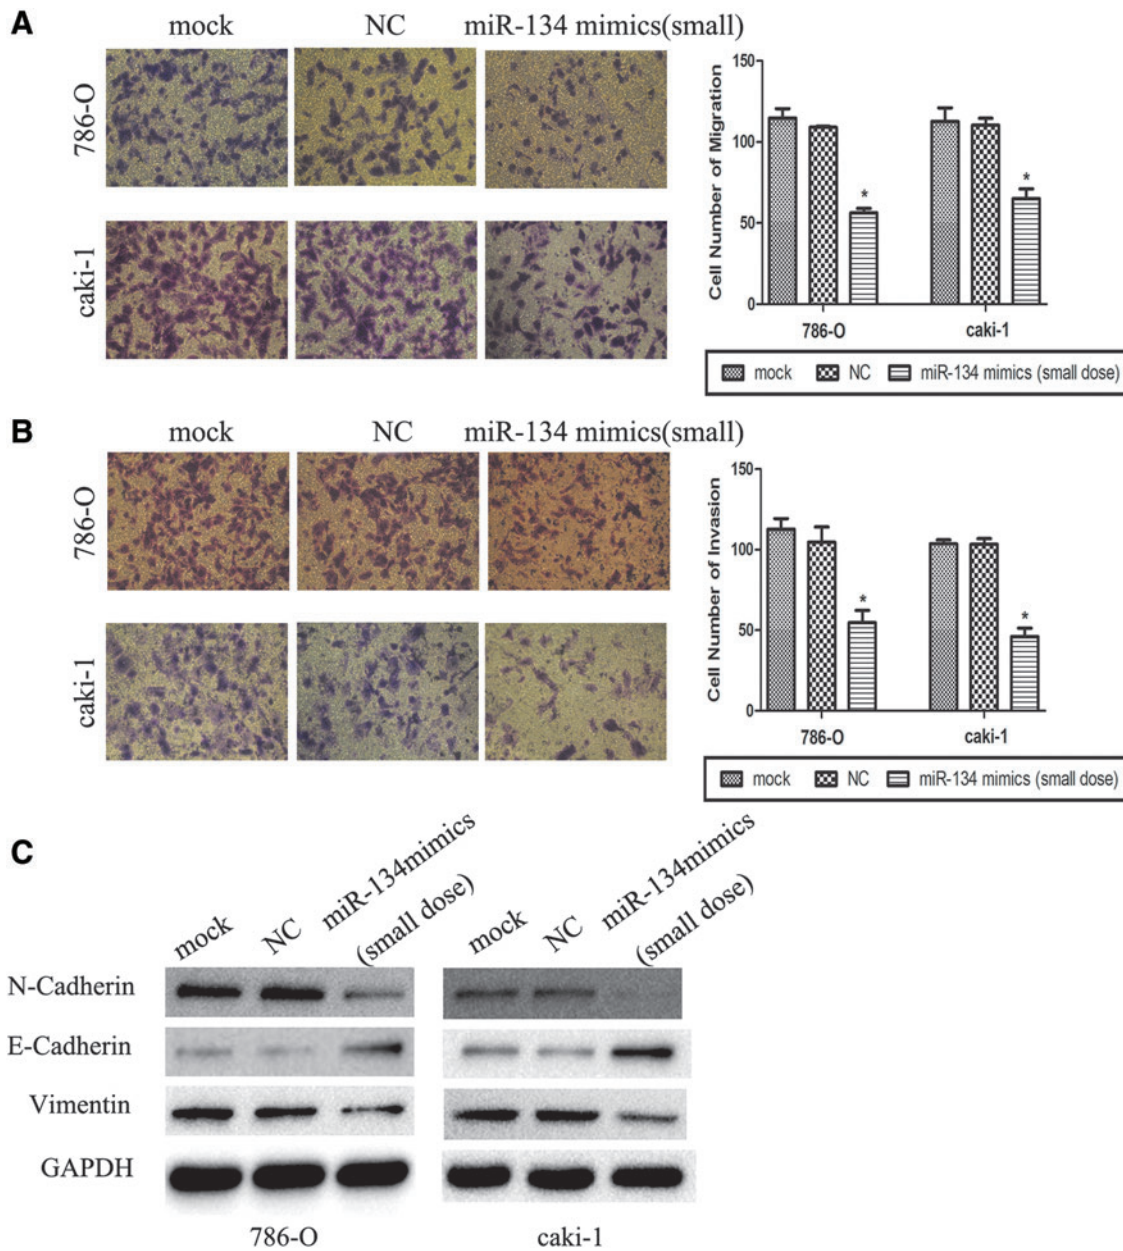 A
mock NC miR-134 mimics(small)
786-O
caki-1
Cell Number of Migration
150
100
50
0
*
*
786-O caki-1
mock NC miR-134 mimics (small dose)
B
mock NC miR-134 mimics(small)
786-O
caki-1
Cell Number of Invasion
150
100
50
0
*
*
786-O caki-1
mock NC miR-134 mimics (small dose)
C
mock NC miR-134mimics
(small dose)
mock NC miR-134mimics
(small dose)
N-Cadherin
E-Cadherin
Vimentin
GAPDH
786-O caki-1